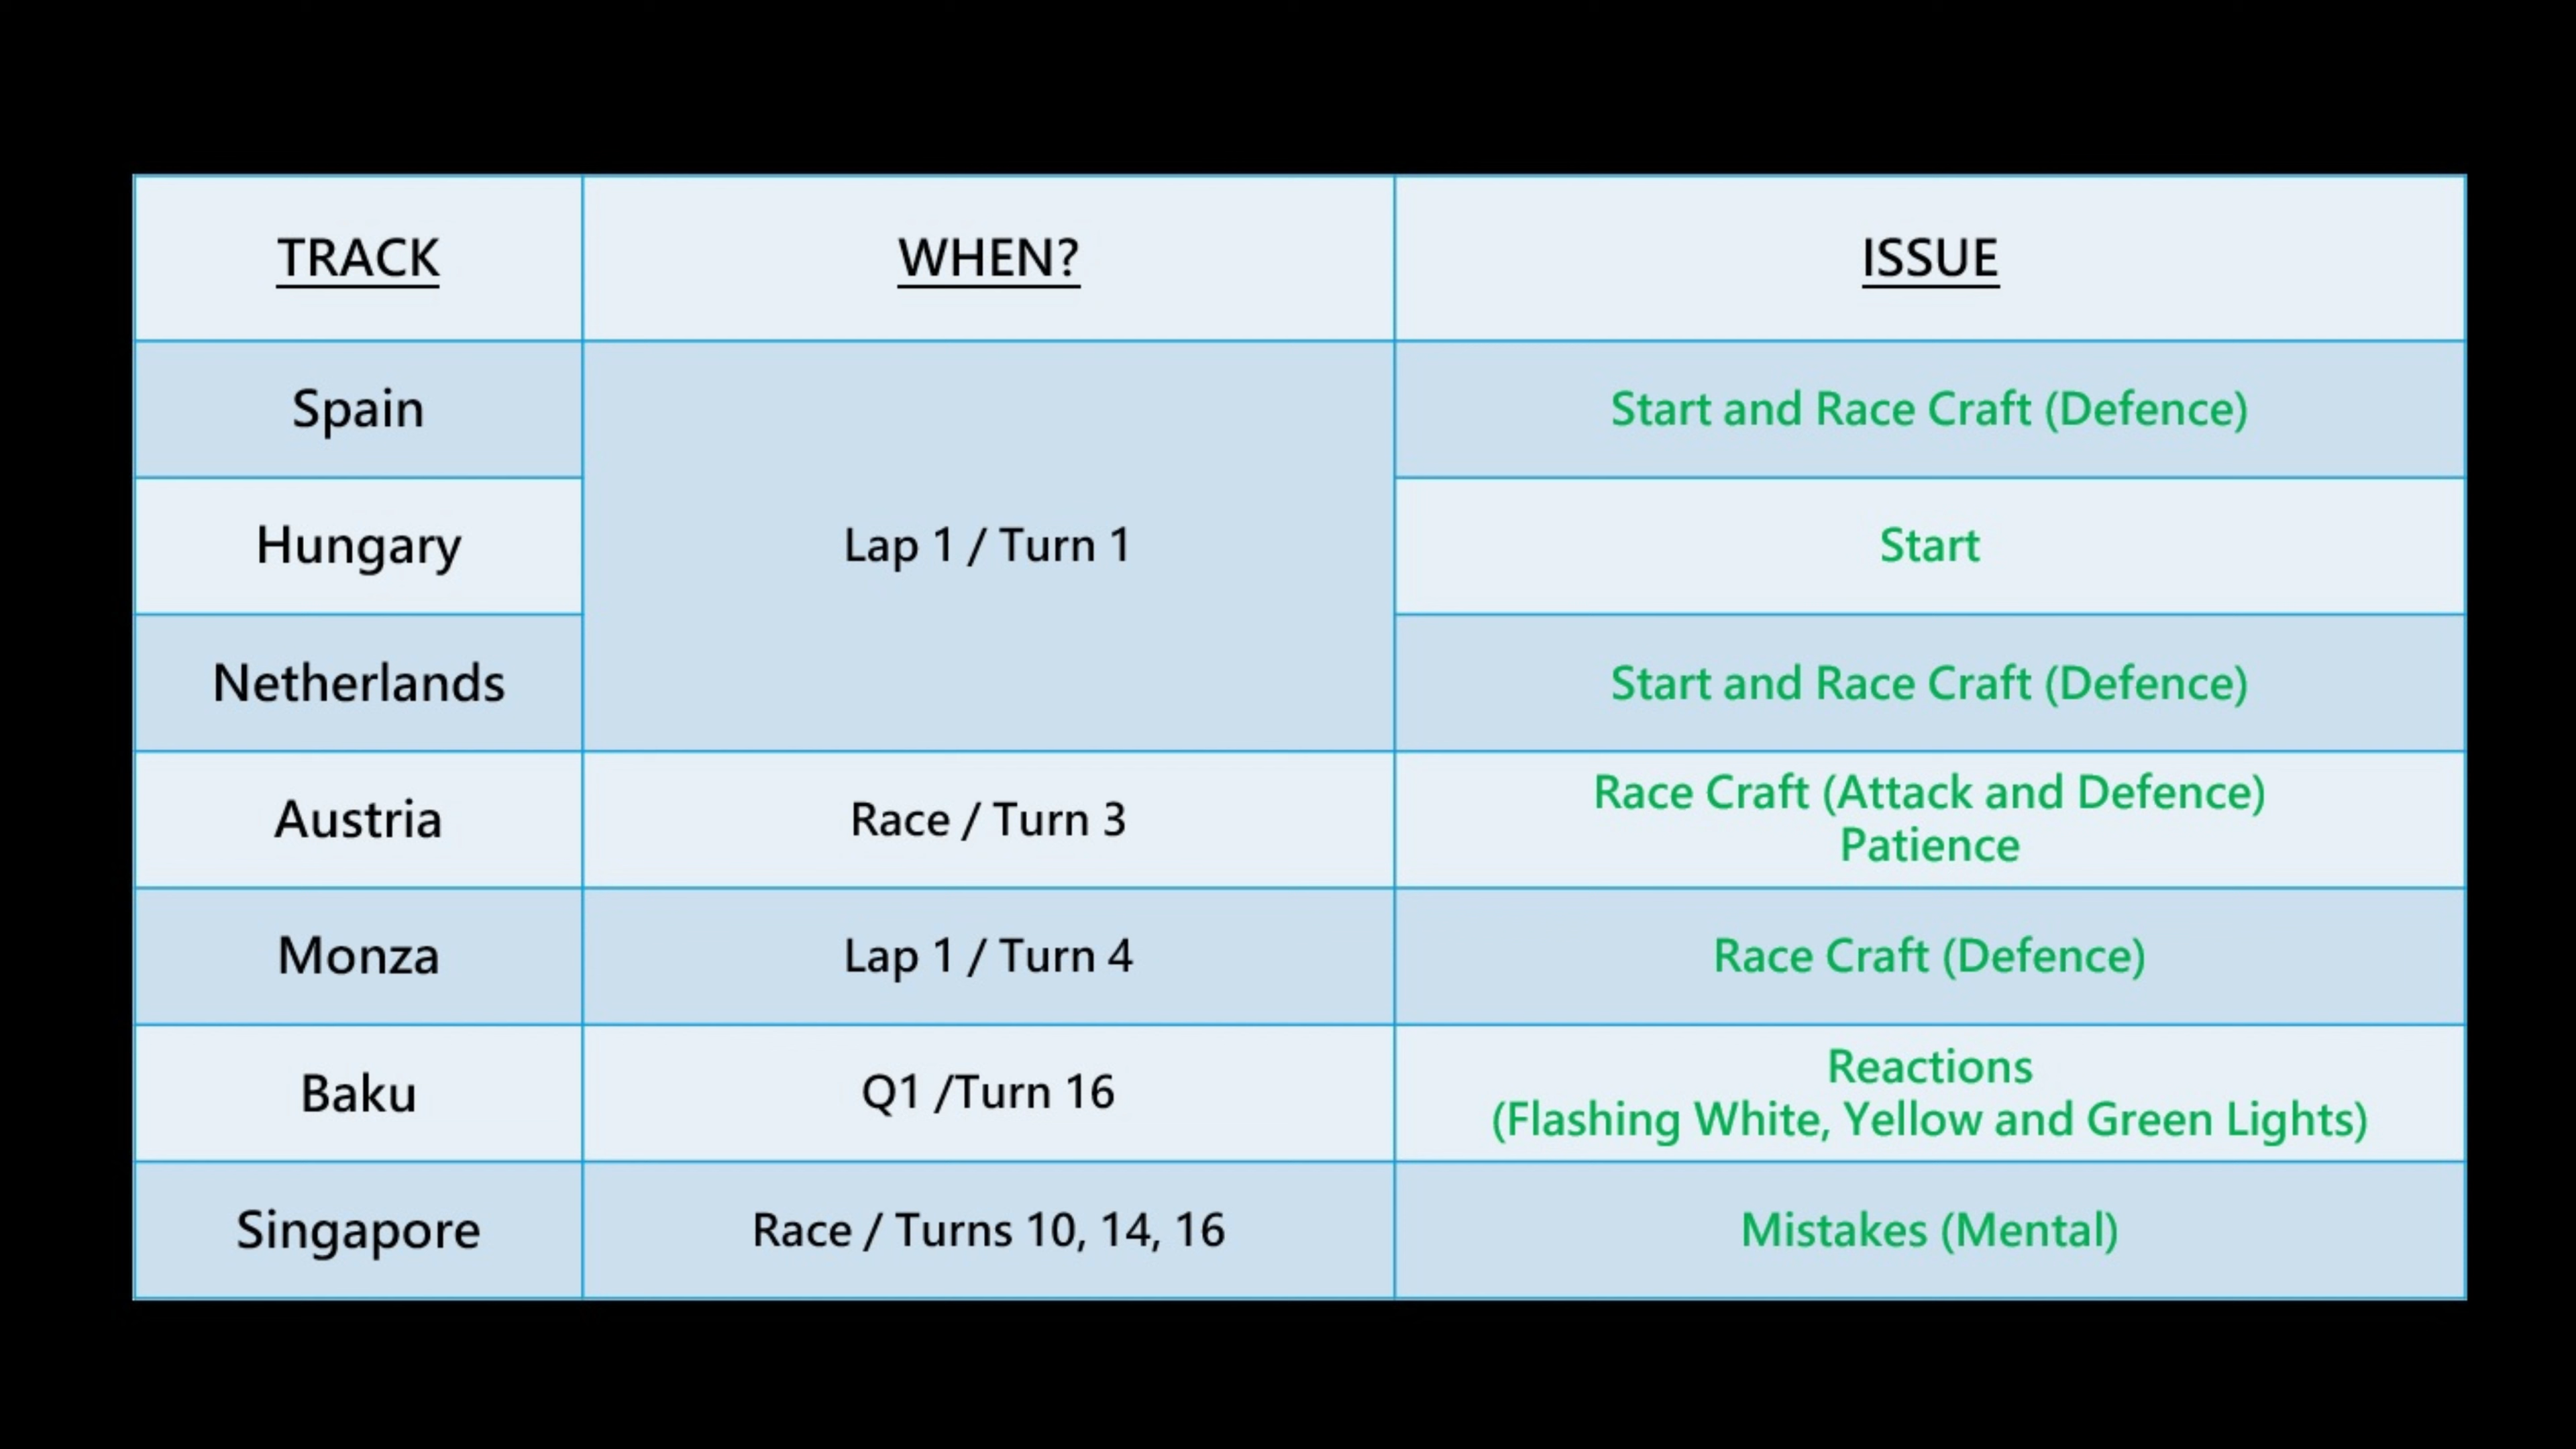 TRACK
WHEN?
ISSUE
Spain
Start and Race Craft (Defence)
Hungary
Lap 1 / Turn 1
Start
Netherlands
Start and Race Craft (Defence)
Austria
Race / Turn 3
Race Craft (Attack and Defence)
Patience
Monza
Lap 1 / Turn 4
Race Craft (Defence)
Baku
Q1 /Turn 16
Reactions
(Flashing White, Yellow and Green Lights)
Singapore
Race / Turns 10, 14, 16
Mistakes (Mental)